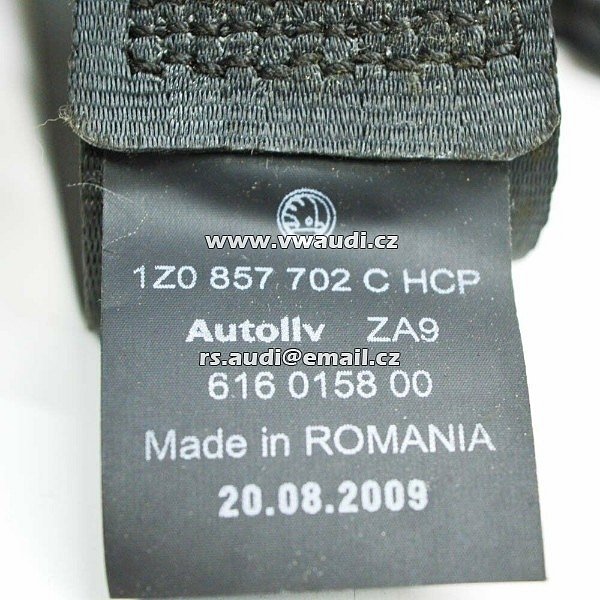 www.vwaudi.cz
1Z0 857 702 C HCP
Autoliv ZA9
rs.audi@email.cz
616 0158 00
Made in ROMANIA
20.08.2009